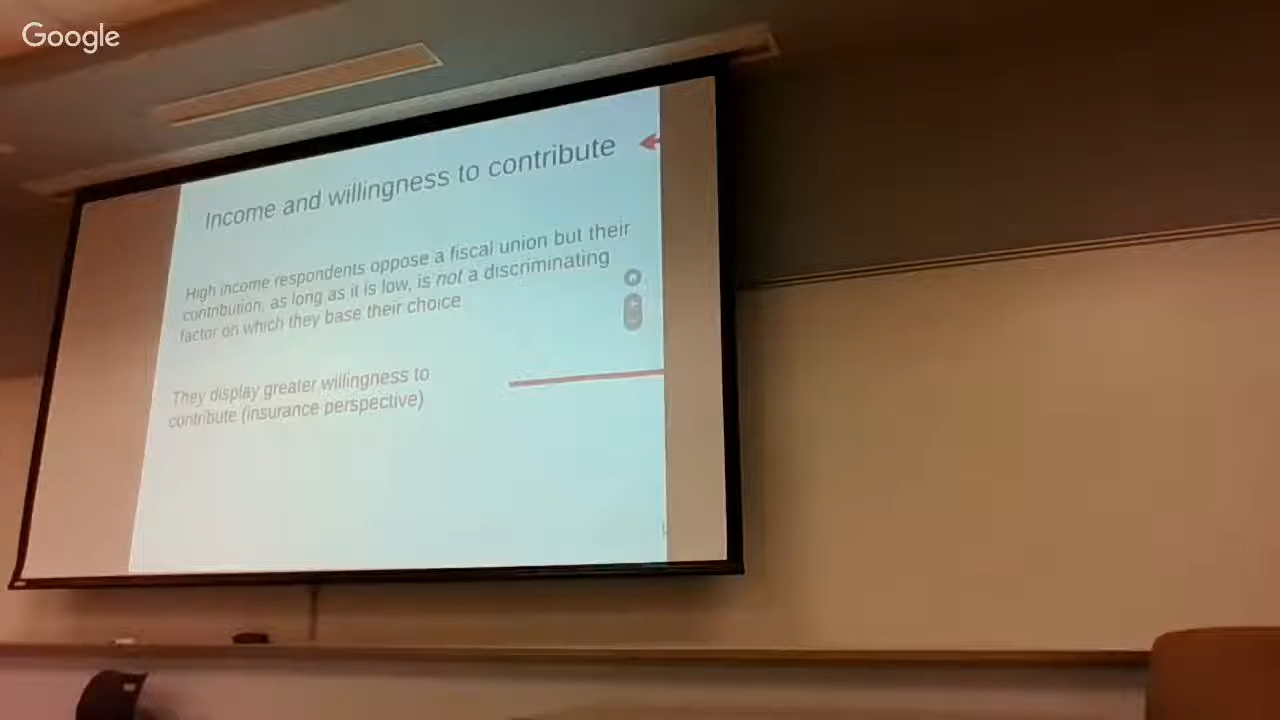 Google
Income and willingness to contribute
High income respondents oppose a fiscal union but their
contribution, as long as it is low, is not a discriminating
factor on which they base their choice
They display greater willingness to
contribute (insurance perspective)